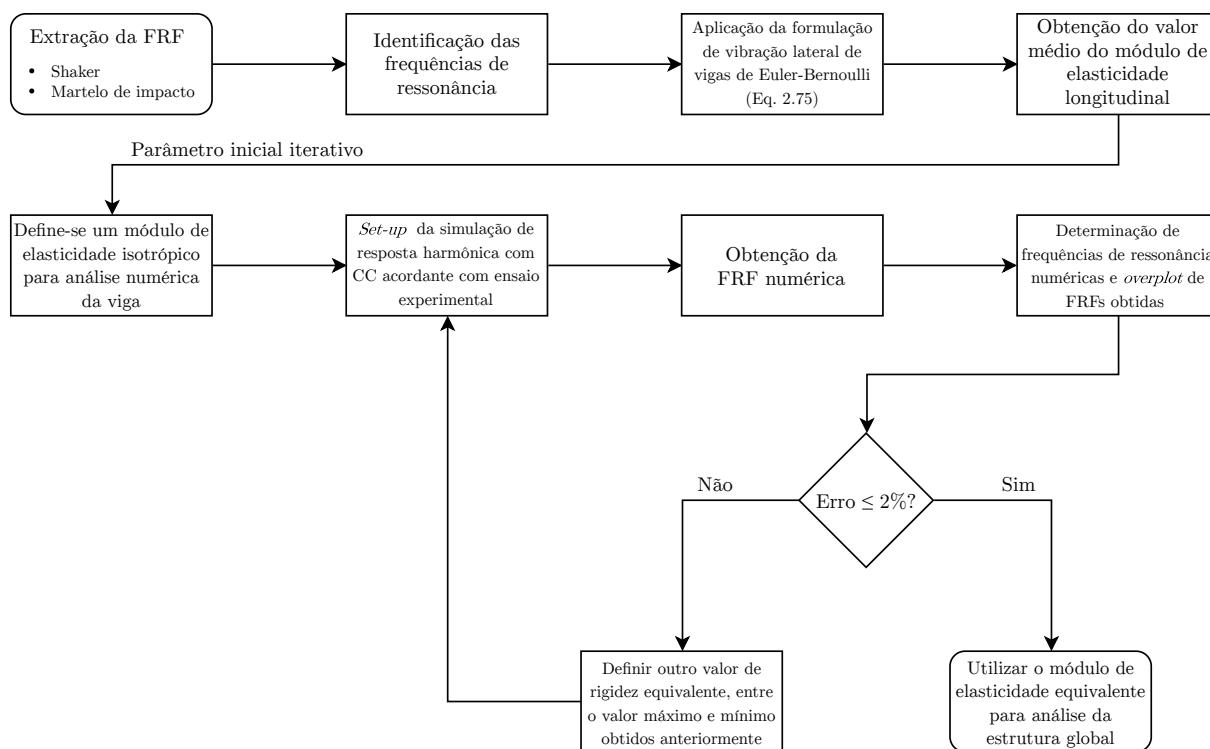 Extração da FRF
• Shaker
• Martelo de impacto
Identificação das
frequências de
ressonância
Aplicação da formulação
de vibração lateral de
vigas de Euler-Bernoulli
(Eq. 2.75)
Obtenção do valor
médio do módulo de
elasticidade
longitudinal
Parâmetro inicial iterativo
Define-se um módulo de
elasticidade isotrópico
para análise numérica
da viga
Set-up da simulação de
resposta harmônica com
CC acordante com ensaio
experimental
Obtenção da
FRF numérica
Determinação de
frequências de ressonância
numéricas e overplot de
FRFs obtidas
Não
Erro ≤ 2%?
Sim
Definir outro valor de
rigidez equivalente, entre
o valor máximo e mínimo
obtidos anteriormente
Utilizar o módulo de
elasticidade equivalente
para análise da
estrutura global